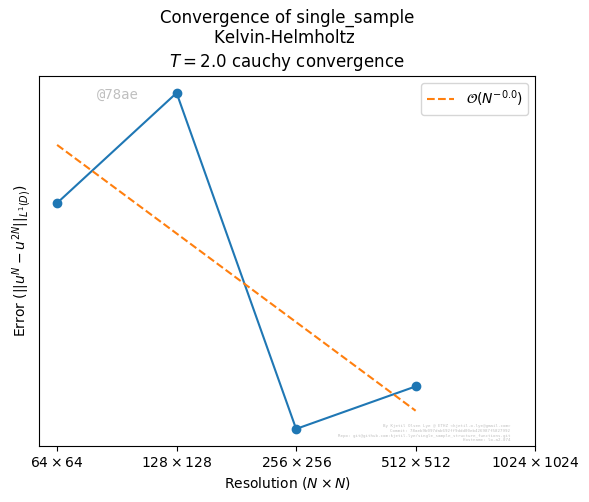 Convergence of single_sample
Kelvin-Helmholtz
T = 2.0 cauchy convergence
@78ae
𝒪(N^{-0.0})
Error (||u^N − u^{2N}||_{L^1(D)})
64 × 64
128 × 128
256 × 256
512 × 512
1024 × 1024
Resolution (N × N)